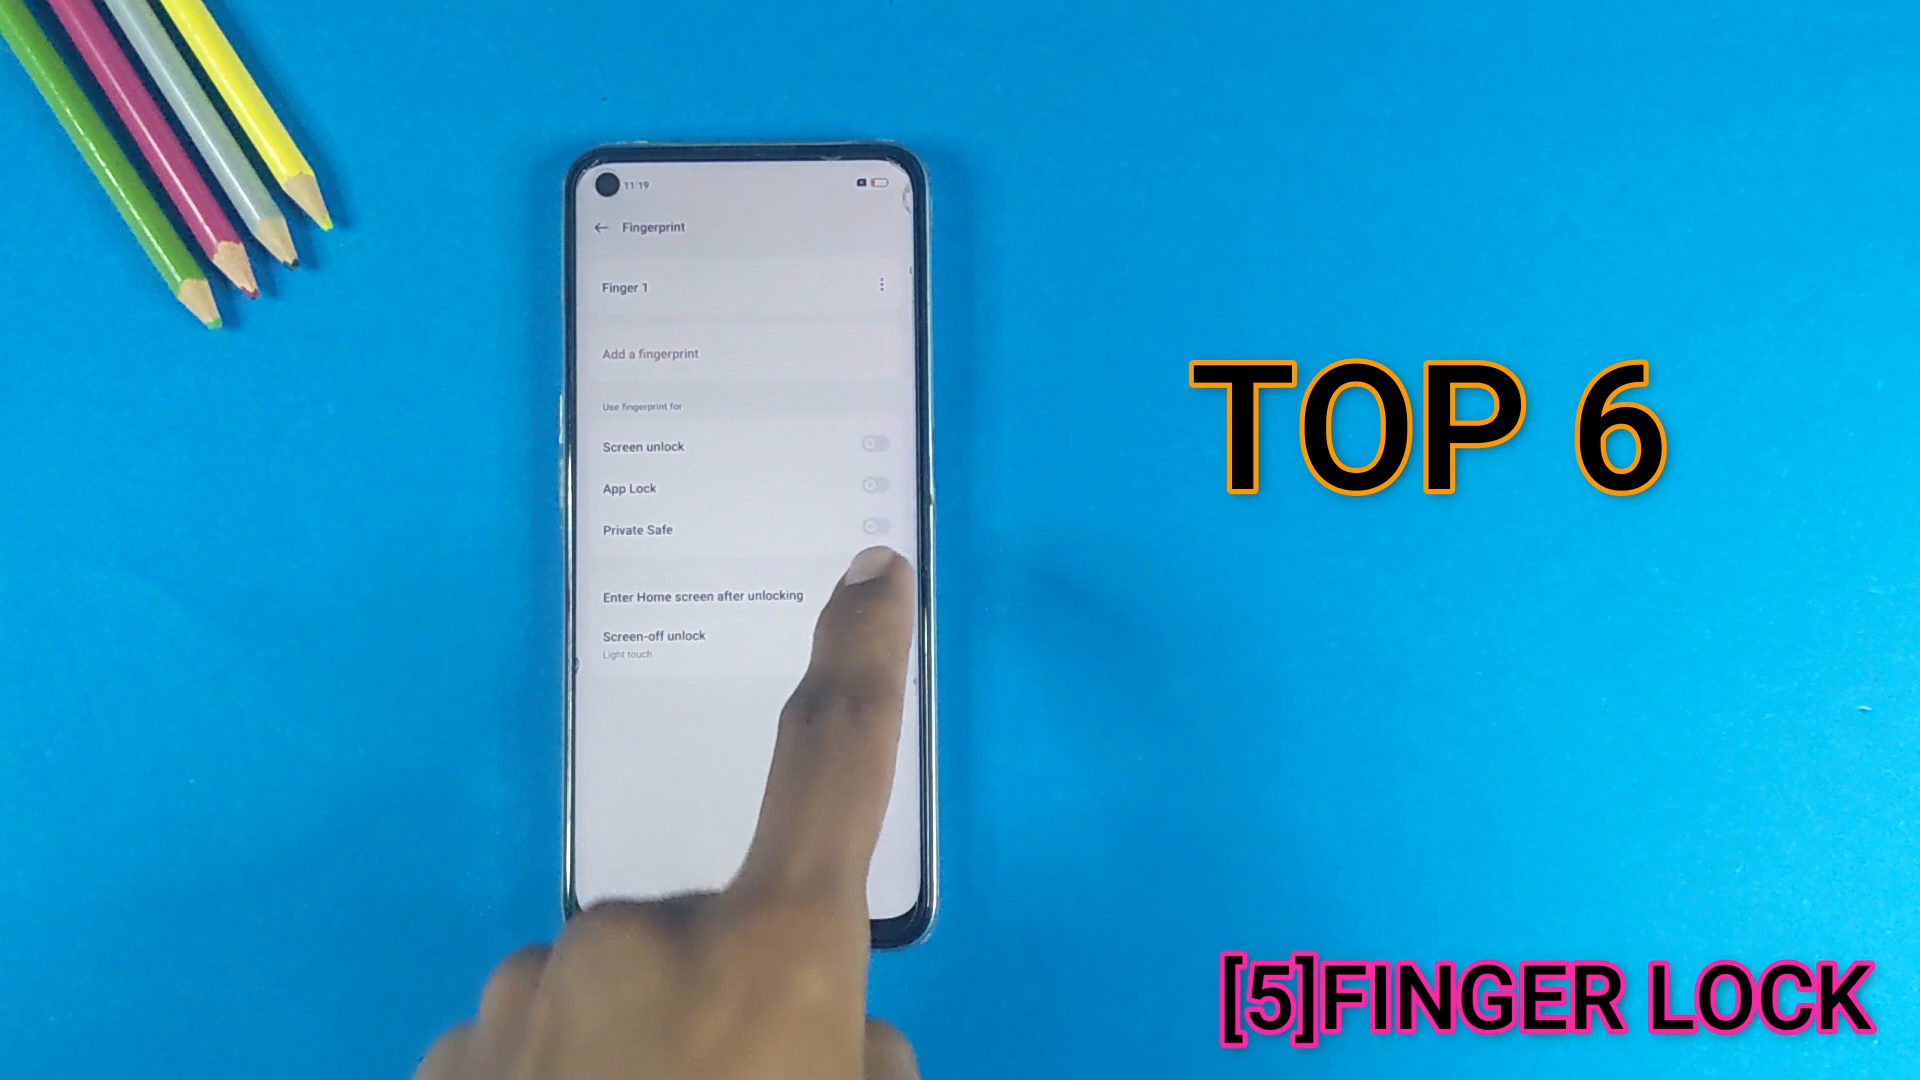 11:19
Fingerprint
Finger 1
Add a fingerprint
Use fingerprint for
Screen unlock
App Lock
Private Safe
Enter Home screen after unlocking
Screen-off unlock
Light touch
TOP 6
[5]FINGER LOCK